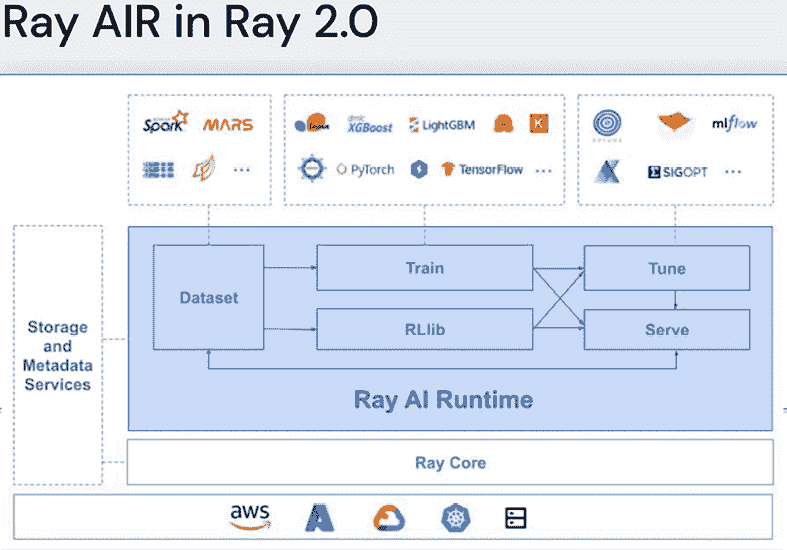 Ray AIR in Ray 2.0
Spark MARS
XGBoost LightGBM K
PyTorch TensorFlow ...
OPTUNA mlflow
SIGOPT ...
...
Storage
and
Metadata
Services
Dataset
Train
RLlib
Tune
Serve
Ray AI Runtime
Ray Core
aws